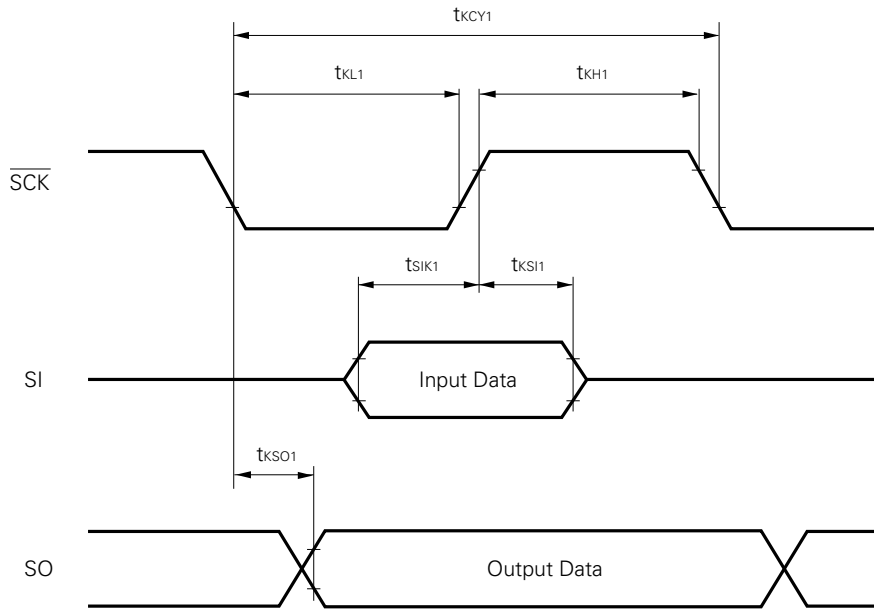 tKCY1
tKL1
tKH1
SCK
tSIK1
tKSI1
SI
Input Data
tKSO1
SO
Output Data